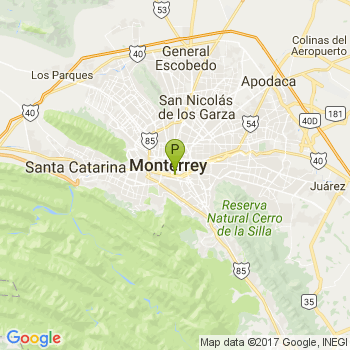 Colinas del
Aeropuerto
General
Escobedo
40
Los Parques
Apodaca
San Nicolás
de los Garza
40
54
40D
181
85
Monterrey
P
Santa Catarina
40
Juárez
Reserva
Natural Cerro
de la Silla
85
35
Google
Map data ©2017 Google, INEGI